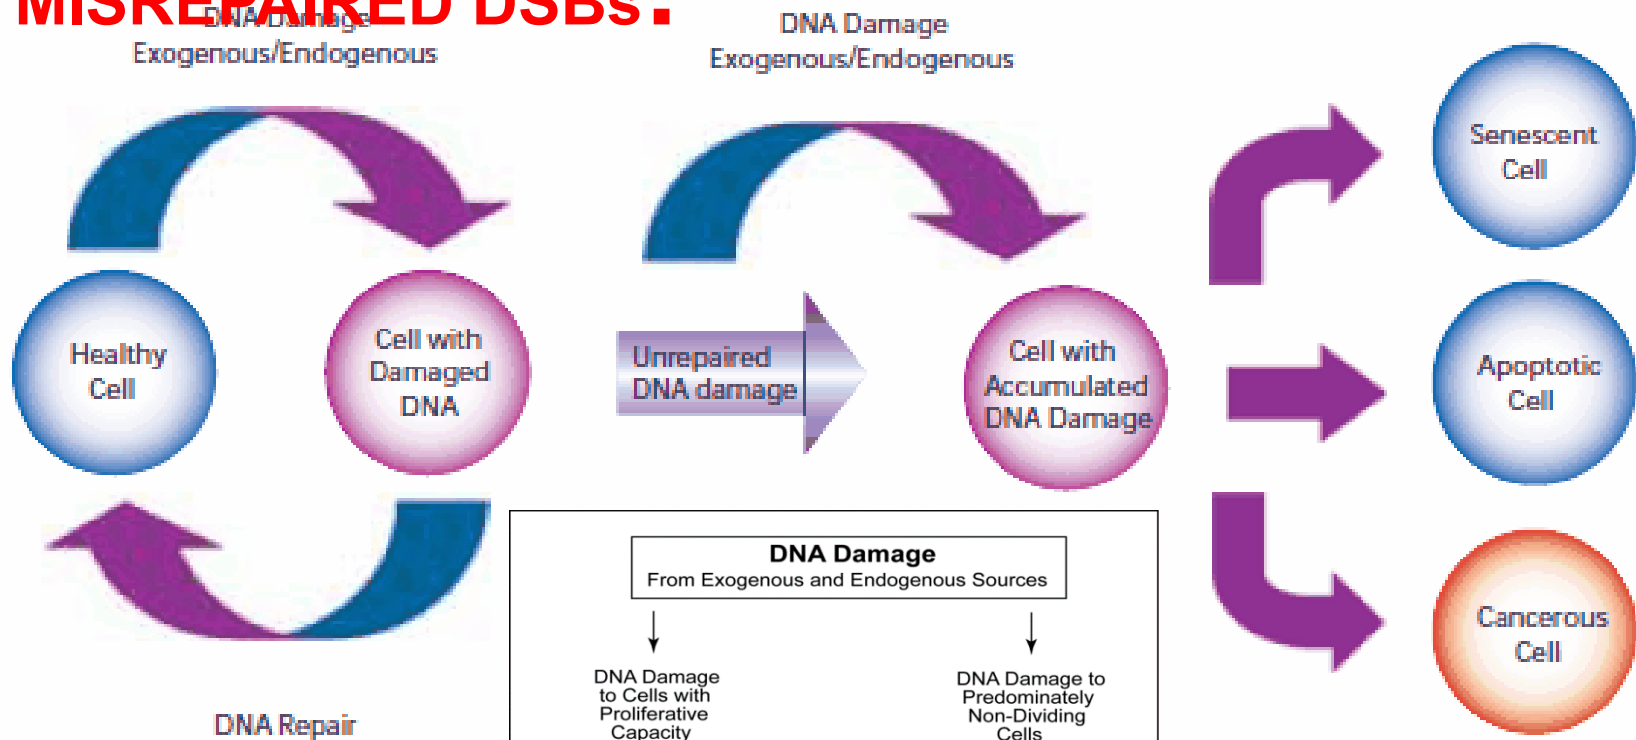 MISREPAIRED DSBs.
DNA Damage
Exogenous/Endogenous
DNA Damage
Exogenous/Endogenous
Healthy
Cell
Cell with
Damaged
DNA
Unrepaired
DNA damage
Cell with
Accumulated
DNA Damage
Senescent
Cell
Apoptotic
Cell
Cancerous
Cell
DNA Repair
DNA Damage
From Exogenous and Endogenous Sources
DNA Damage
to Cells with
Proliferative
Capacity
DNA Damage to
Predominately
Non-Dividing
Cells